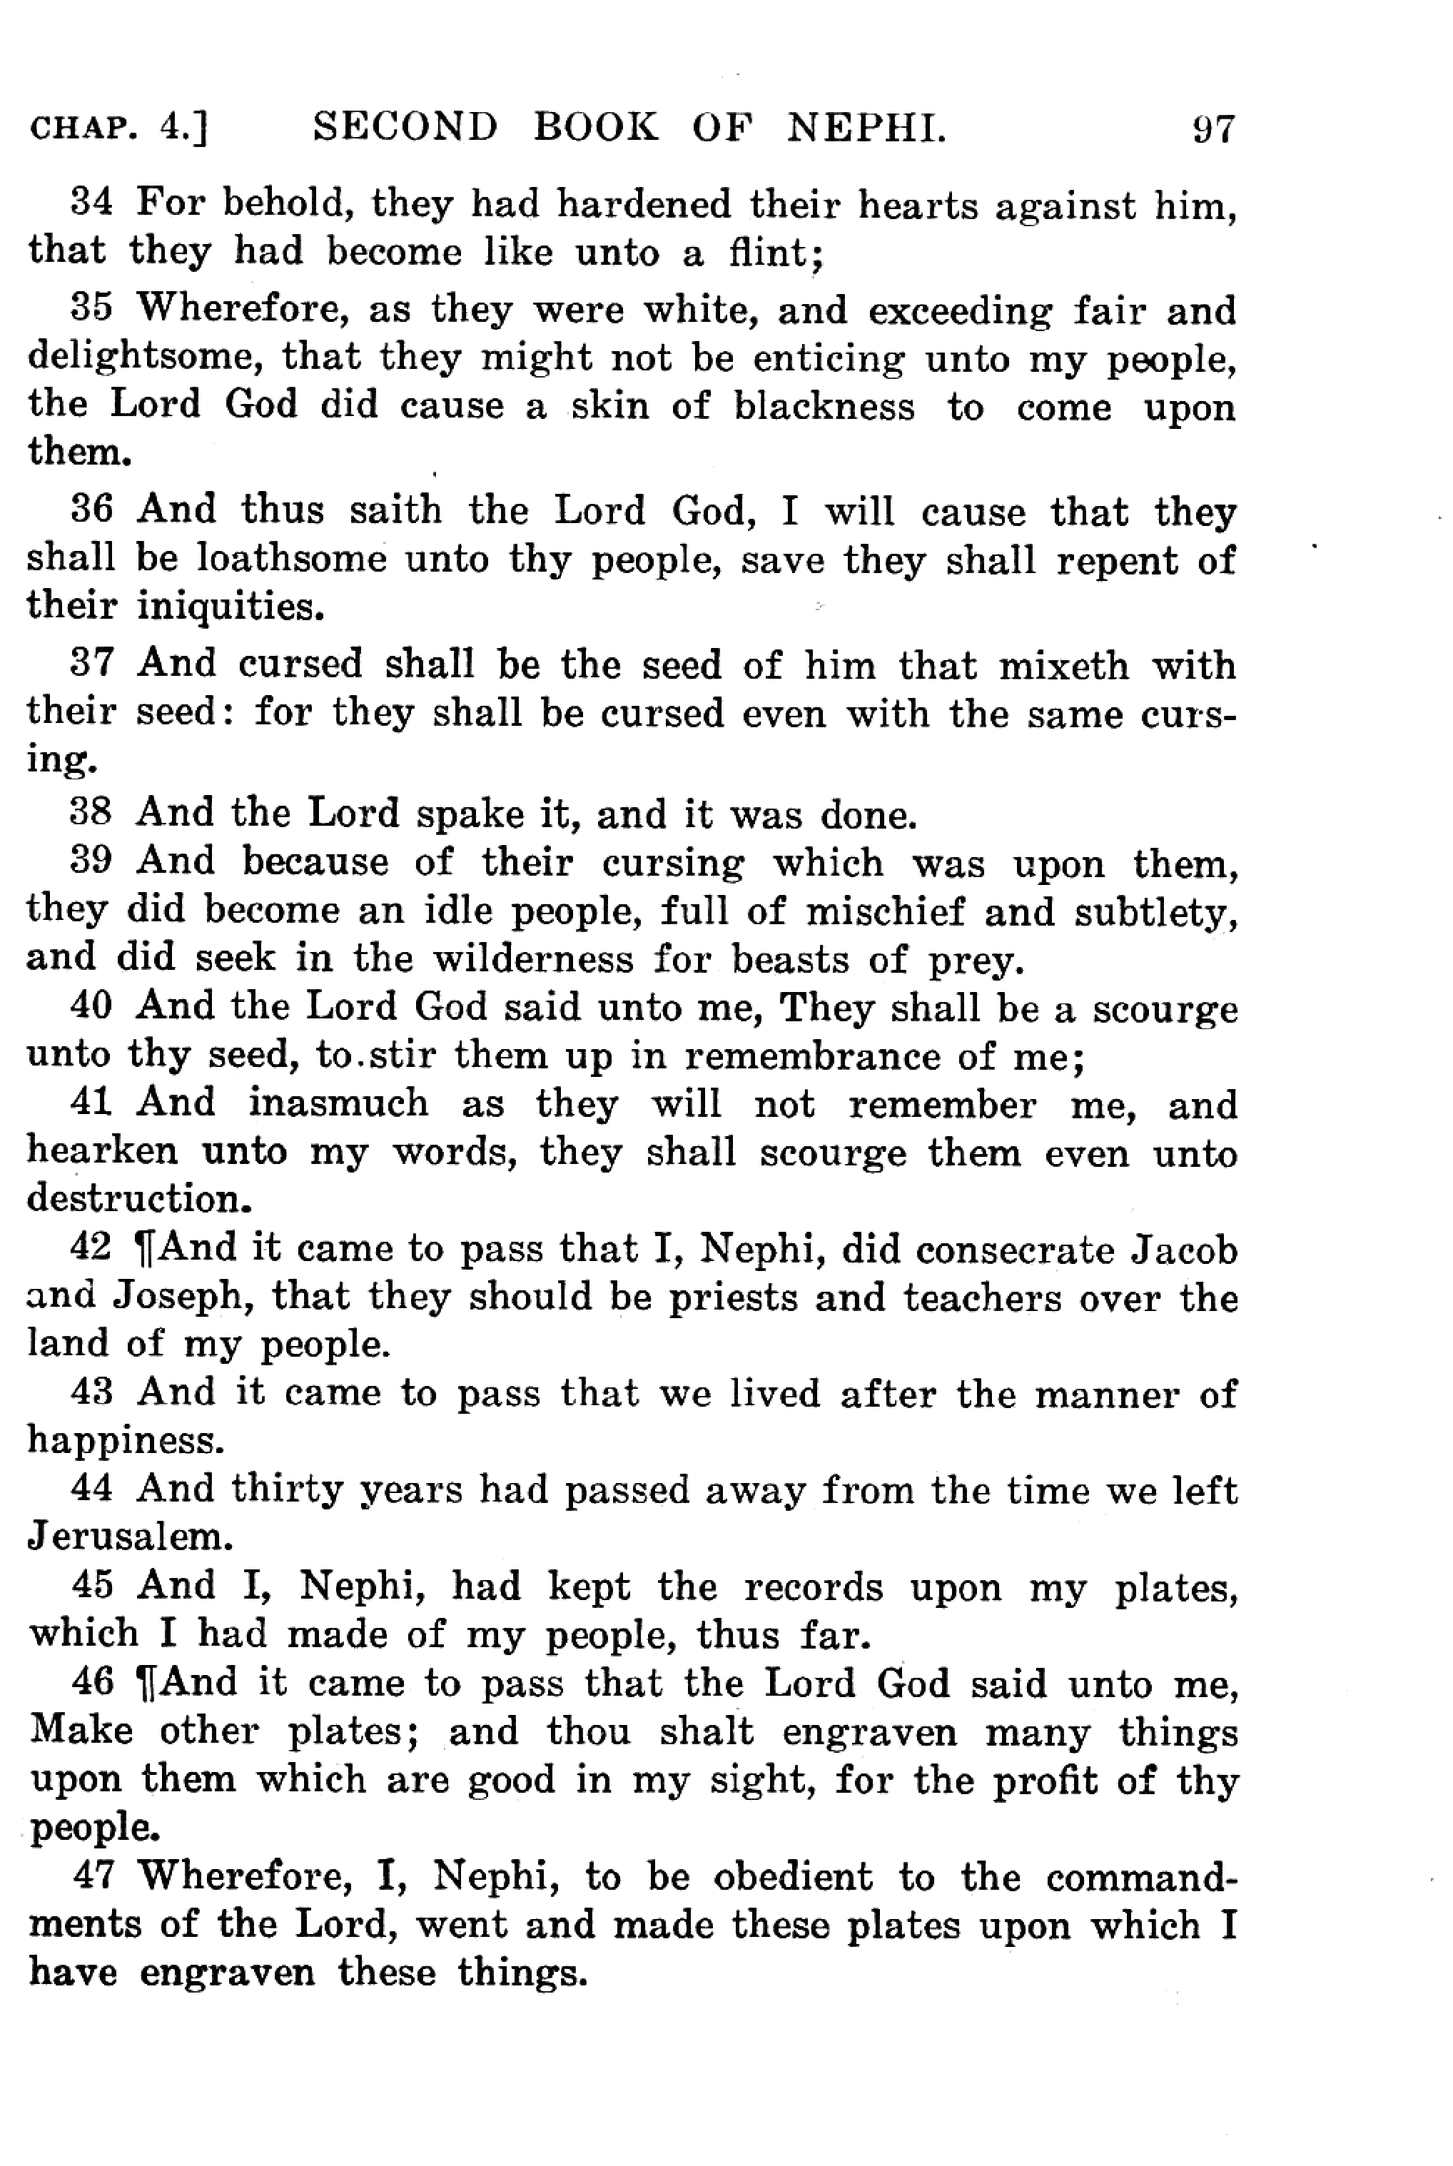 CHAP. 4.] SECOND BOOK OF NEPHI. 97
34 For behold, they had hardened their hearts against him,
that they had become like unto a flint;
35 Wherefore, as they were white, and exceeding fair and
delightsome, that they might not be enticing unto my people,
the Lord God did cause a skin of blackness to come upon
them.
36 And thus saith the Lord God, I will cause that they
shall be loathsome unto thy people, save they shall repent of
their iniquities.
37 And cursed shall be the seed of him that mixeth with
their seed: for they shall be cursed even with the same curs-
ing.
38 And the Lord spake it, and it was done.
39 And because of their cursing which was upon them,
they did become an idle people, full of mischief and subtlety,
and did seek in the wilderness for beasts of prey.
40 And the Lord God said unto me, They shall be a scourge
unto thy seed, to.stir them up in remembrance of me;
41 And inasmuch as they will not remember me, and
hearken unto my words, they shall scourge them even unto
destruction.
42 ¶And it came to pass that I, Nephi, did consecrate Jacob
and Joseph, that they should be priests and teachers over the
land of my people.
43 And it came to pass that we lived after the manner of
happiness.
44 And thirty years had passed away from the time we left
Jerusalem.
45 And I, Nephi, had kept the records upon my plates,
which I had made of my people, thus far.
46 ¶And it came to pass that the Lord God said unto me,
Make other plates; and thou shalt engraven many things
upon them which are good in my sight, for the profit of thy
people.
47 Wherefore, I, Nephi, to be obedient to the command-
ments of the Lord, went and made these plates upon which I
have engraven these things.